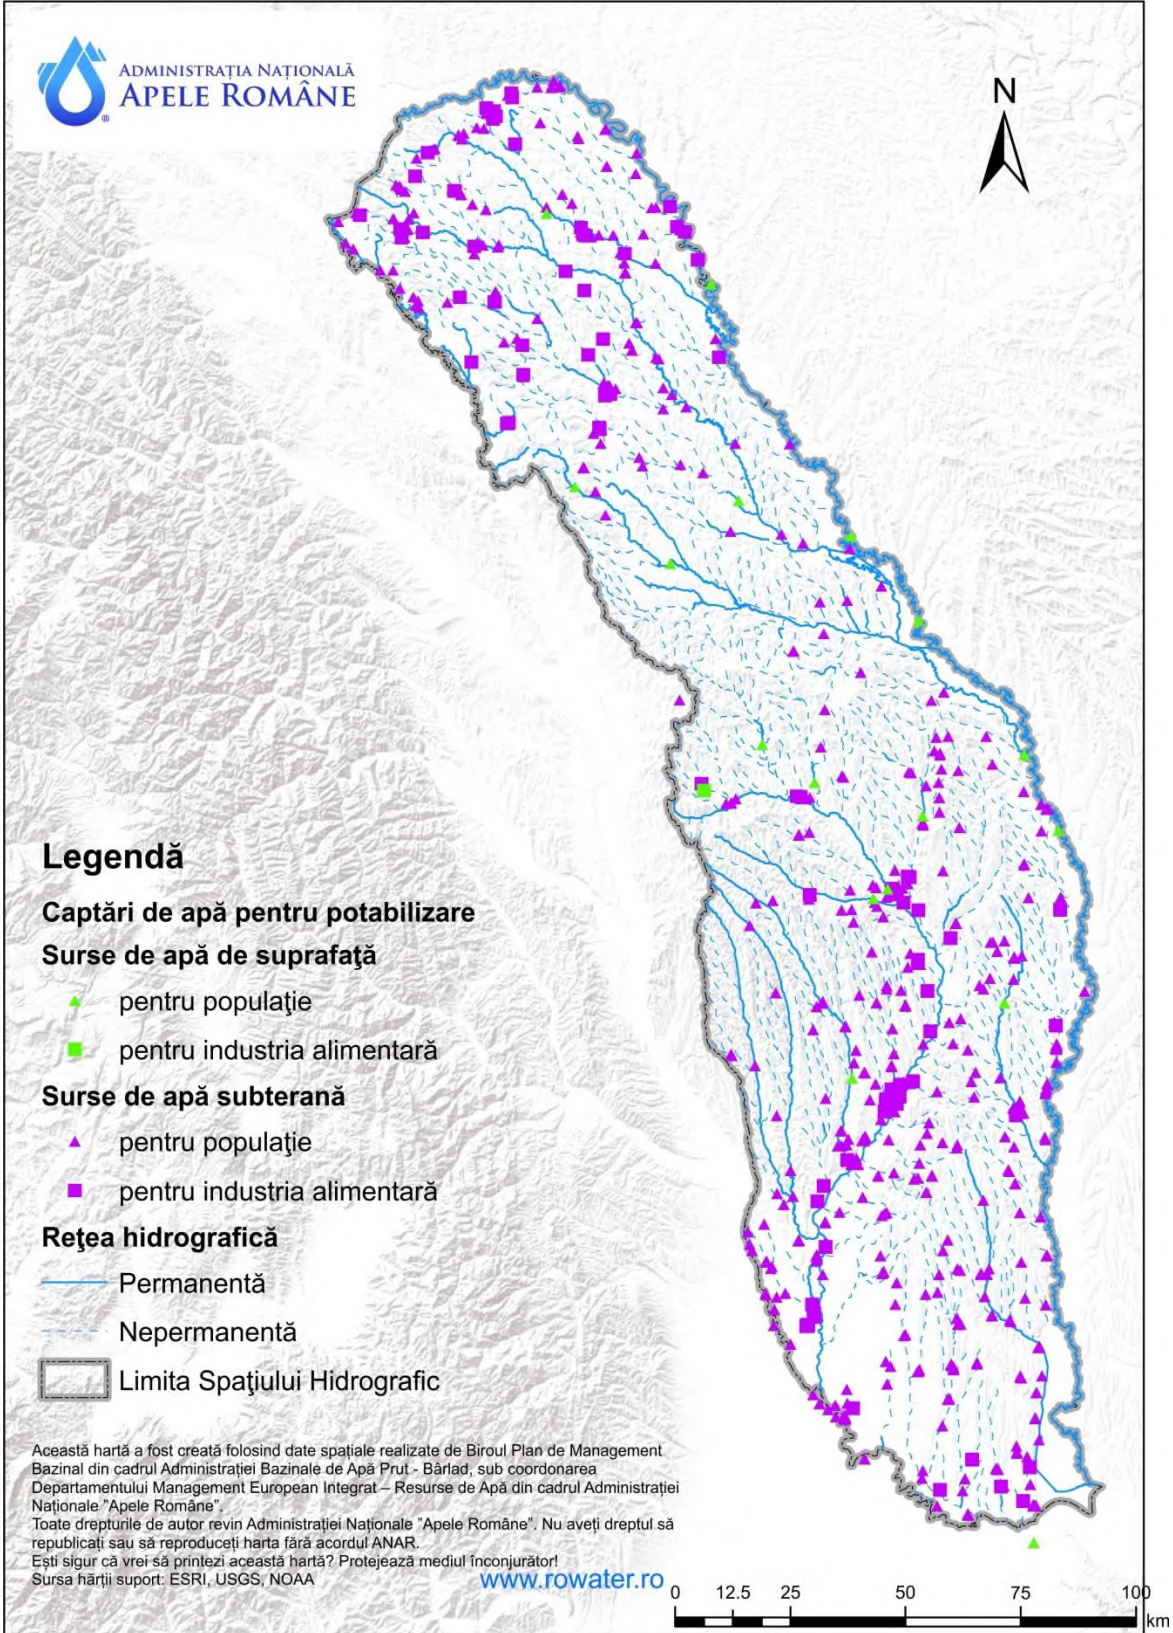 ADMINISTRAȚIA NAȚIONALĂ
APELE ROMÂNE
®
N
Legendă
Captări de apă pentru potabilizare
Surse de apă de suprafaţă
pentru populaţie
pentru industria alimentară
Surse de apă subterană
pentru populaţie
pentru industria alimentară
Reţea hidrografică
Permanentă
Nepermanentă
Limita Spaţiului Hidrografic
Această hartă a fost creată folosind date spaţiale realizate de Biroul Plan de Management
Bazinal din cadrul Administraţiei Bazinale de Apă Prut - Bârlad, sub coordonarea
Departamentului Management European Integrat – Resurse de Apă din cadrul Administraţiei
Naţionale ”Apele Române”.
Toate drepturile de autor revin Administraţiei Naţionale ”Apele Române”. Nu aveţi dreptul să
republicaţi sau să reproduceţi harta fără acordul ANAR.
Ești sigur că vrei să printezi această hartă? Protejează mediul înconjurător!
Sursa hărţii suport: ESRI, USGS, NOAA
www.rowater.ro
0 12.5 25 50 75 100
km